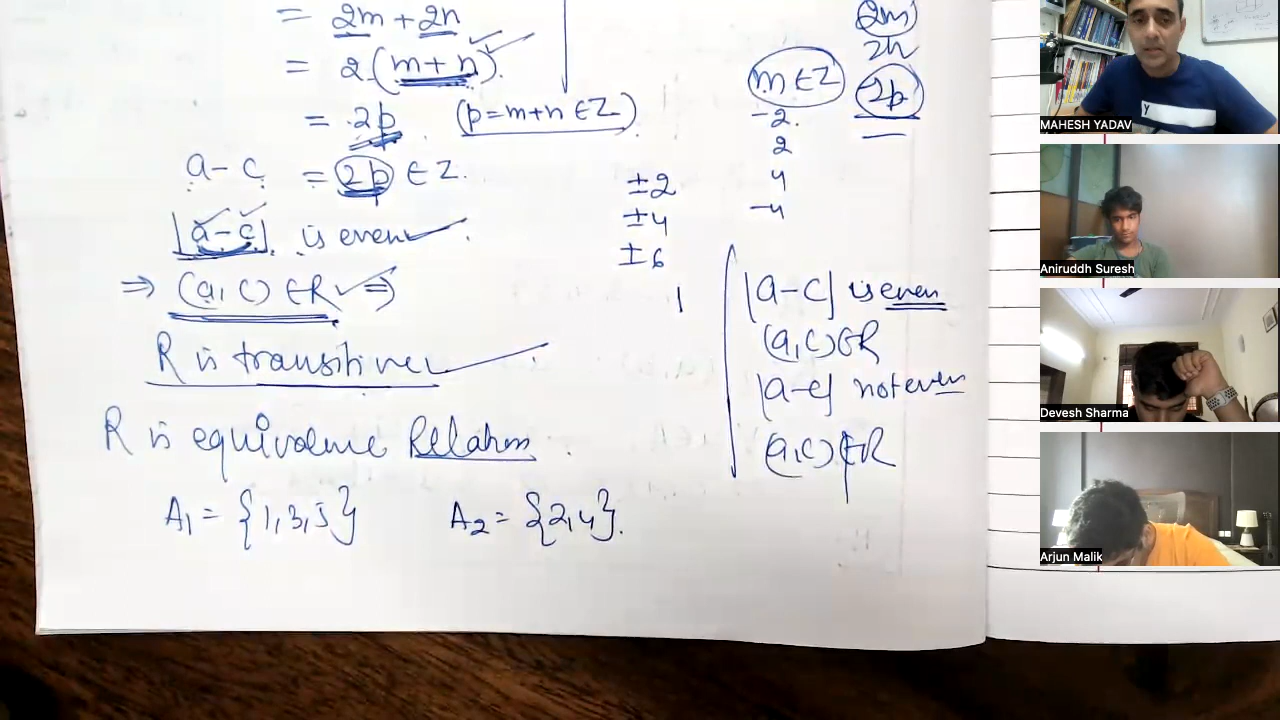 = 2m + 2n
= 2 (m + n).
= 2p . (p = m+n ∈ Z)
a - c = 2p ∈ Z.
|a - c| is even
⇒ (a, c) ∈ R ⇒
R is transitive
R is equivalence Relation .
A1 = {1, 3, 5} A2 = {2, 4}.
±2
±4
±6
1
m ∈ Z
-2.
2
4
-4
2m
2n
2p
|a - c| is even
(a, c) ∈ R
|a - c| not even
(a, c) ∉ R
Y
MAHESH YADAV
Aniruddh Suresh
Devesh Sharma
Arjun Malik